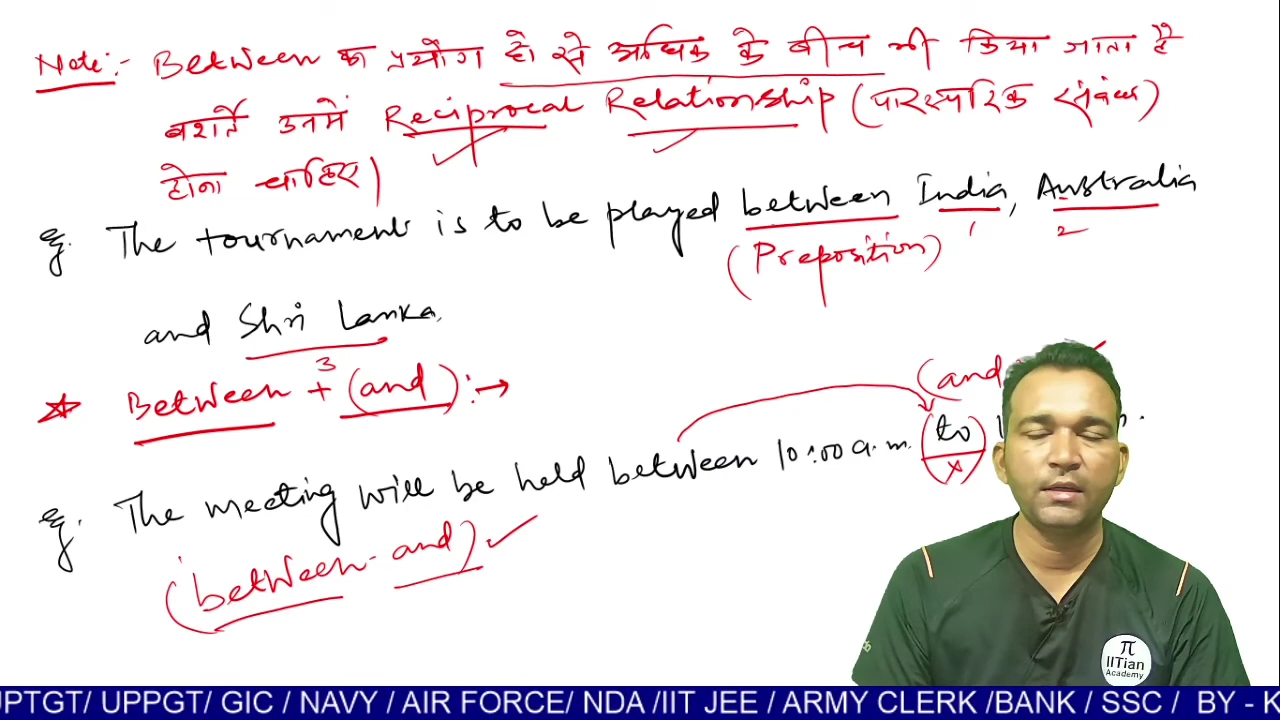 Note:- Between का प्रयोग दो से अधिक के बीच भी किया जाता है
बशर्ते उनमें Reciprocal Relationship (पारस्परिक संबंध)
होना चाहिए।
Eg. The tournament is to be played between India, Australia
1 2
(Preposition)
and Shri Lanka.
3
Between + (and) :→
(and
Eg. The meeting will be held between 10:00 a.m. (to)
x
(between - and)
π
IITian
Academy
UPTGT/ UPPGT/ GIC / NAVY / AIR FORCE/ NDA /IIT JEE / ARMY CLERK /BANK / SSC / BY - K